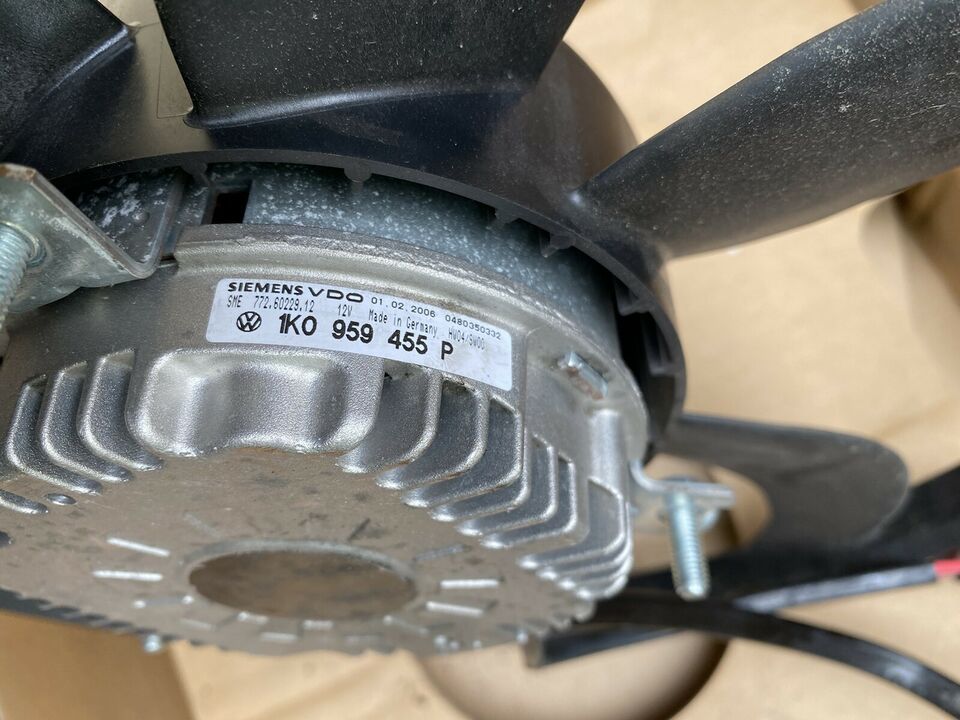 SIEMENS VDO 01.02.2006 0480350332
SME 772.60229.12 12V Made in Germany HW04/SW00
1K0 959 455 P